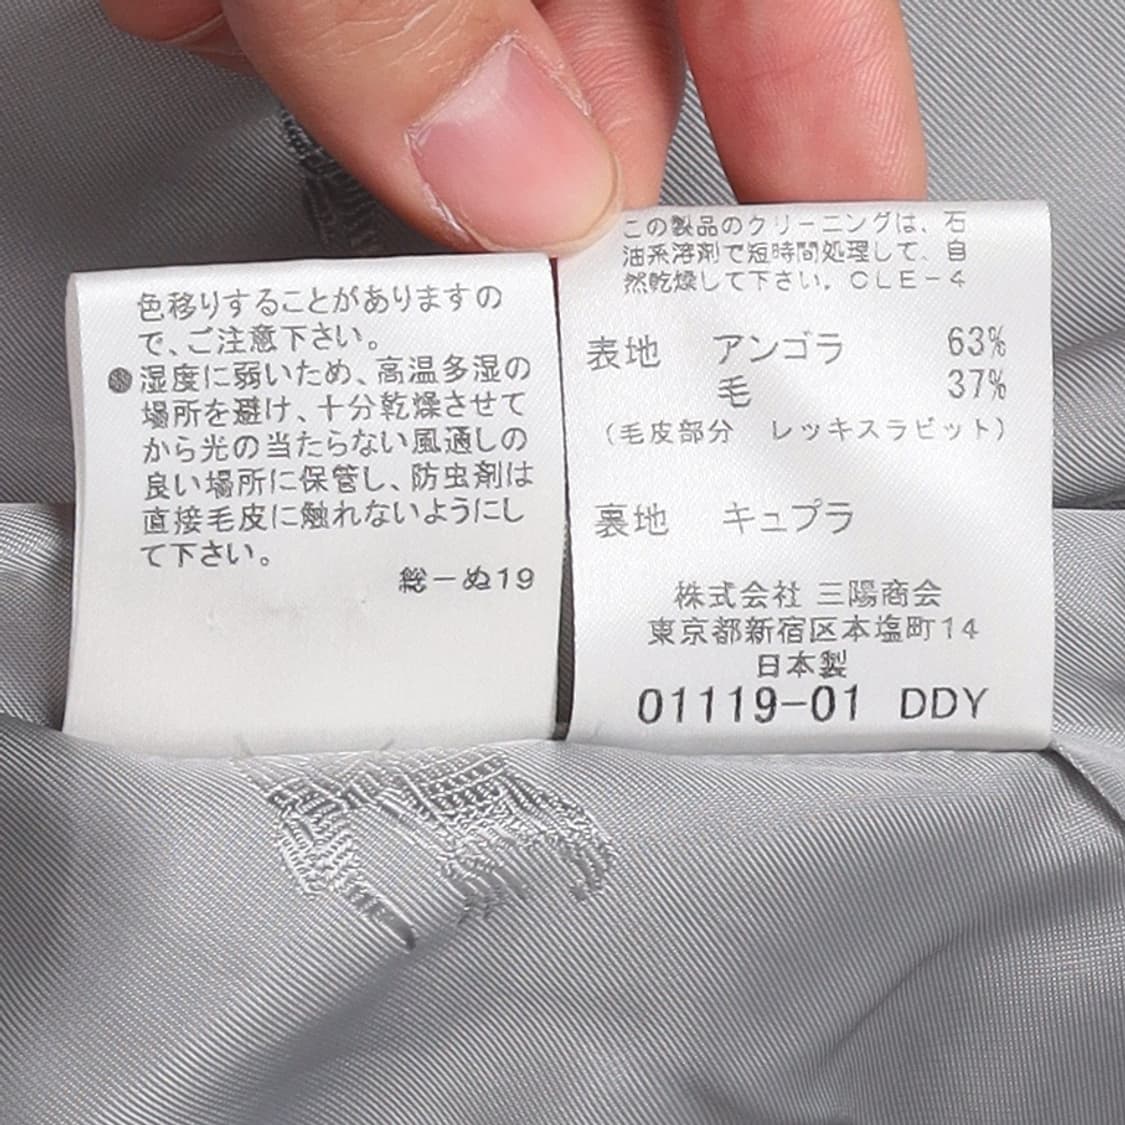 色移りすることがありますの
で、ご注意下さい。
●湿度に弱いため、高温多湿の
場所を避け、十分乾燥させて
から光の当たらない風通しの
良い場所に保管し、防虫剤は
直接毛皮に触れないようにし
て下さい。
総ーぬ19
この製品のクリーニングは、石
油系溶剤で短時間処理して、自
然乾燥して下さい。CLE-4
表地 アンゴラ 63%
毛 37%
(毛皮部分 レッキスラビット)
裏地 キュプラ
株式会社 三陽商会
東京都新宿区本塩町14
日本製
01119-01 DDY